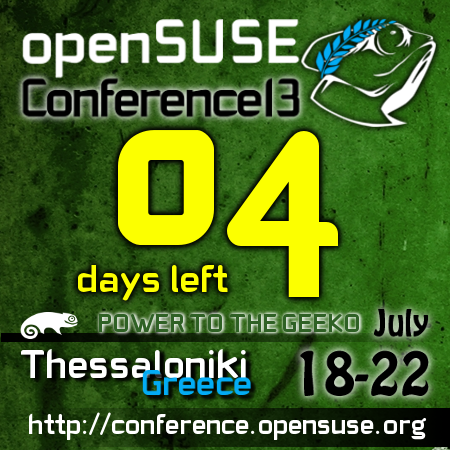 openSUSE
Conference13
04
days left
POWER TO THE GEEKO July
Thessaloniki
Greece
18-22
http://conference.opensuse.org